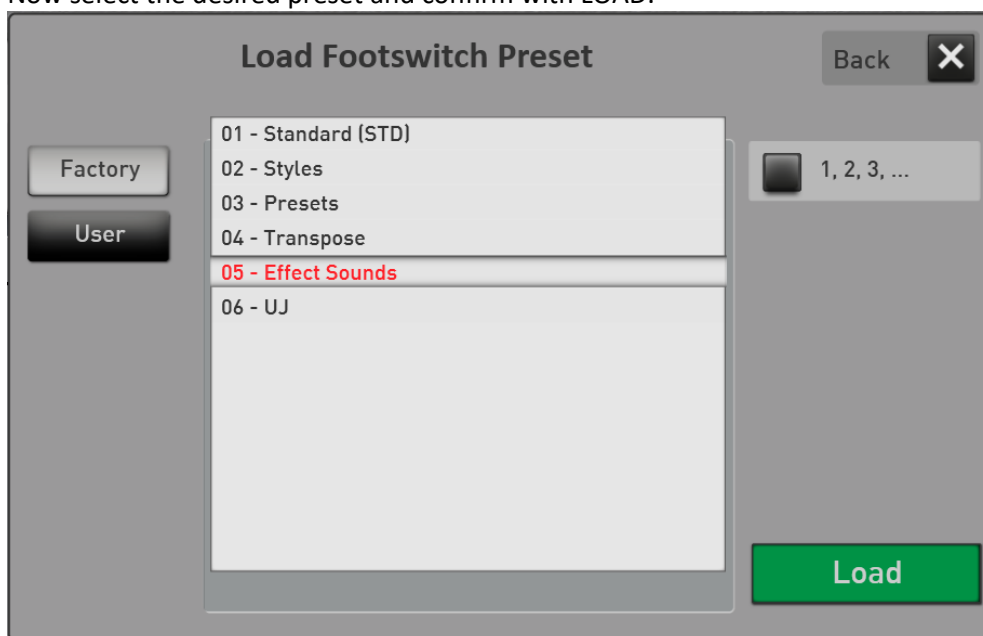 Now select the desired preset and confirm with LOAD.
Load Footswitch Preset
Back
Factory
User
01 - Standard (STD)
02 - Styles
03 - Presets
04 - Transpose
05 - Effect Sounds
06 - UJ
1, 2, 3, ...
Load